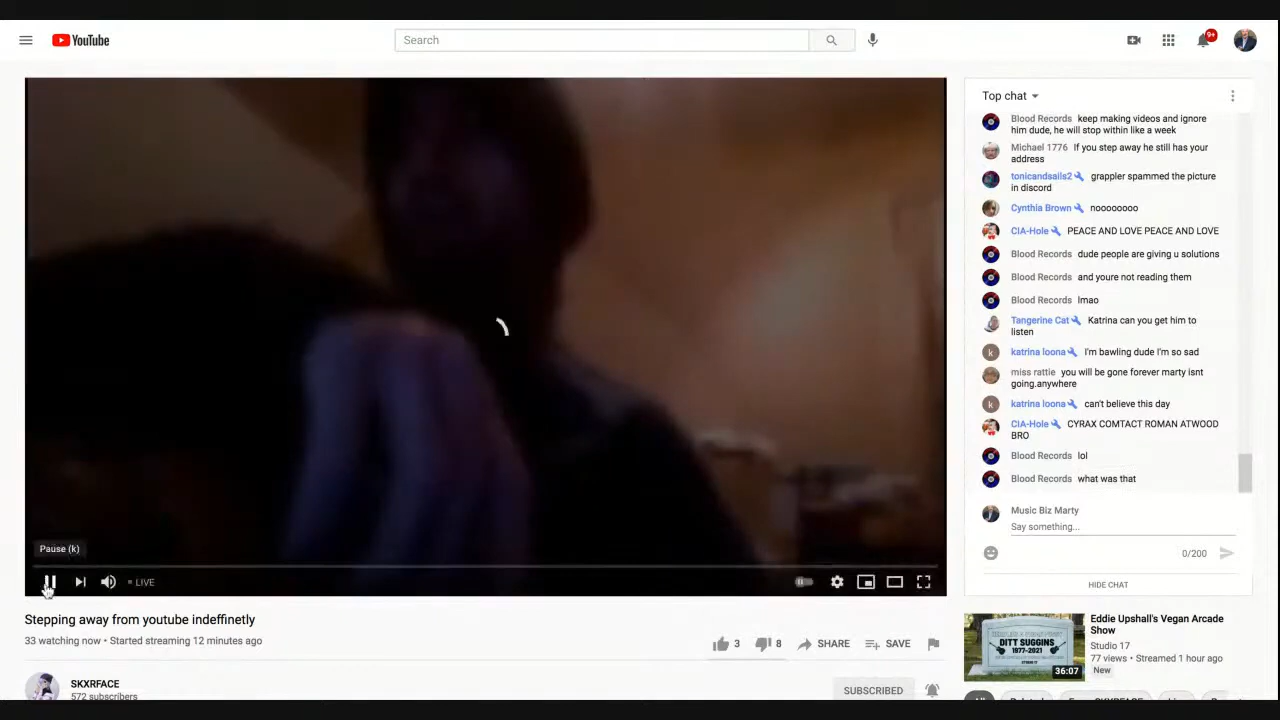 YouTube
Search
9+
Top chat
Blood Records keep making videos and ignore
him dude, he will stop within like a week
Michael 1776 If you step away he still has your
address
tonicandsails2 grappler spammed the picture
in discord
Cynthia Brown noooooooo
CIA-Hole PEACE AND LOVE PEACE AND LOVE
Blood Records dude people are giving u solutions
Blood Records and youre not reading them
Blood Records lmao
Tangerine Cat Katrina can you get him to
listen
katrina loona I'm bawling dude I'm so sad
miss rattie you will be gone forever marty isnt
going.anywhere
katrina loona can't believe this day
CIA-Hole CYRAX COMTACT ROMAN ATWOOD
BRO
Blood Records lol
Blood Records what was that
Music Biz Marty
Say something...
0/200
HIDE CHAT
Pause (k)
LIVE
Stepping away from youtube indeffinetly
33 watching now • Started streaming 12 minutes ago
3
8
SHARE
SAVE
SKXRFACE
572 subscribers
SUBSCRIBED
DITT SUGGINS
1977-2021
36:07
Eddie Upshall's Vegan Arcade
Show
Studio 17
77 views • Streamed 1 hour ago
New